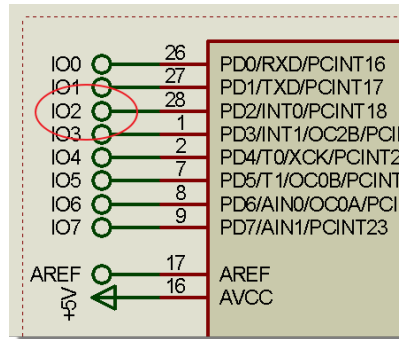 IO0 26 PD0/RXD/PCINT16
IO1 27 PD1/TXD/PCINT17
IO2 28 PD2/INT0/PCINT18
IO3 1 PD3/INT1/OC2B/PCI
IO4 2 PD4/T0/XCK/PCINT2
IO5 7 PD5/T1/OC0B/PCINT
IO6 8 PD6/AIN0/OC0A/PCI
IO7 9 PD7/AIN1/PCINT23
AREF 17 AREF
+5V 16 AVCC